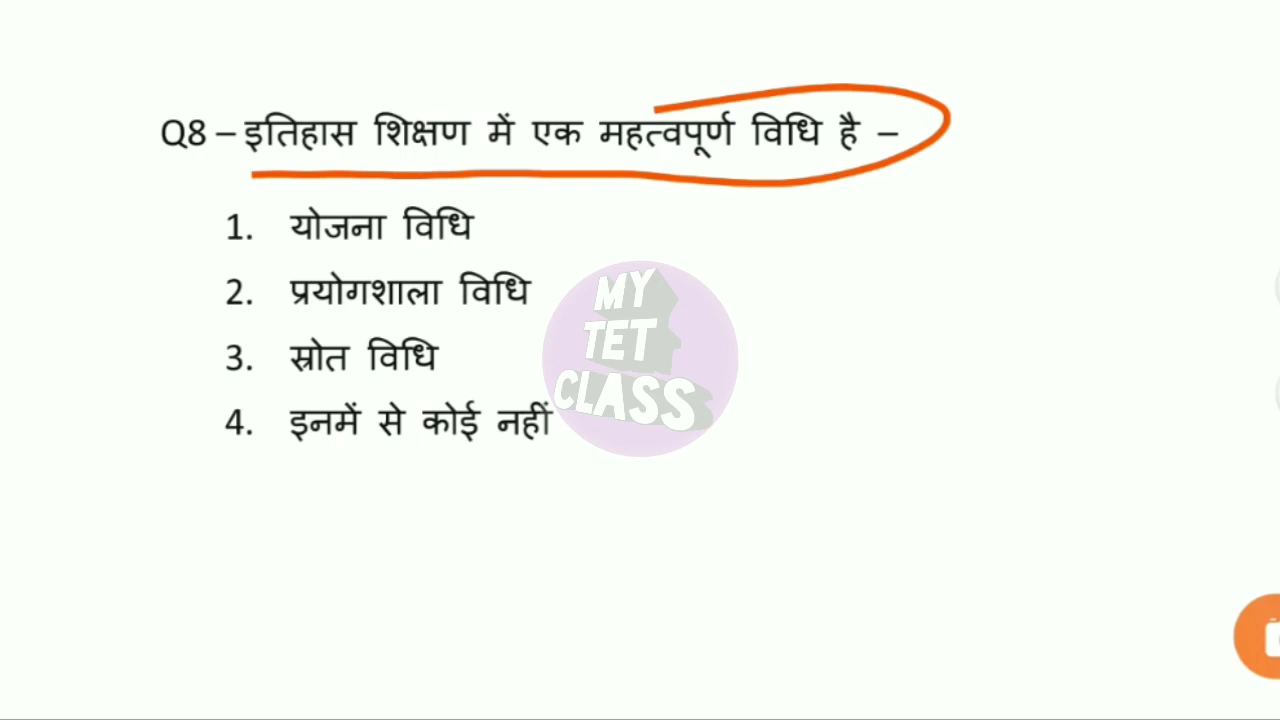 Q8 – इतिहास शिक्षण में एक महत्वपूर्ण विधि है –
1. योजना विधि
2. प्रयोगशाला विधि
3. स्रोत विधि
4. इनमें से कोई नहीं
MY
TET
CLASS